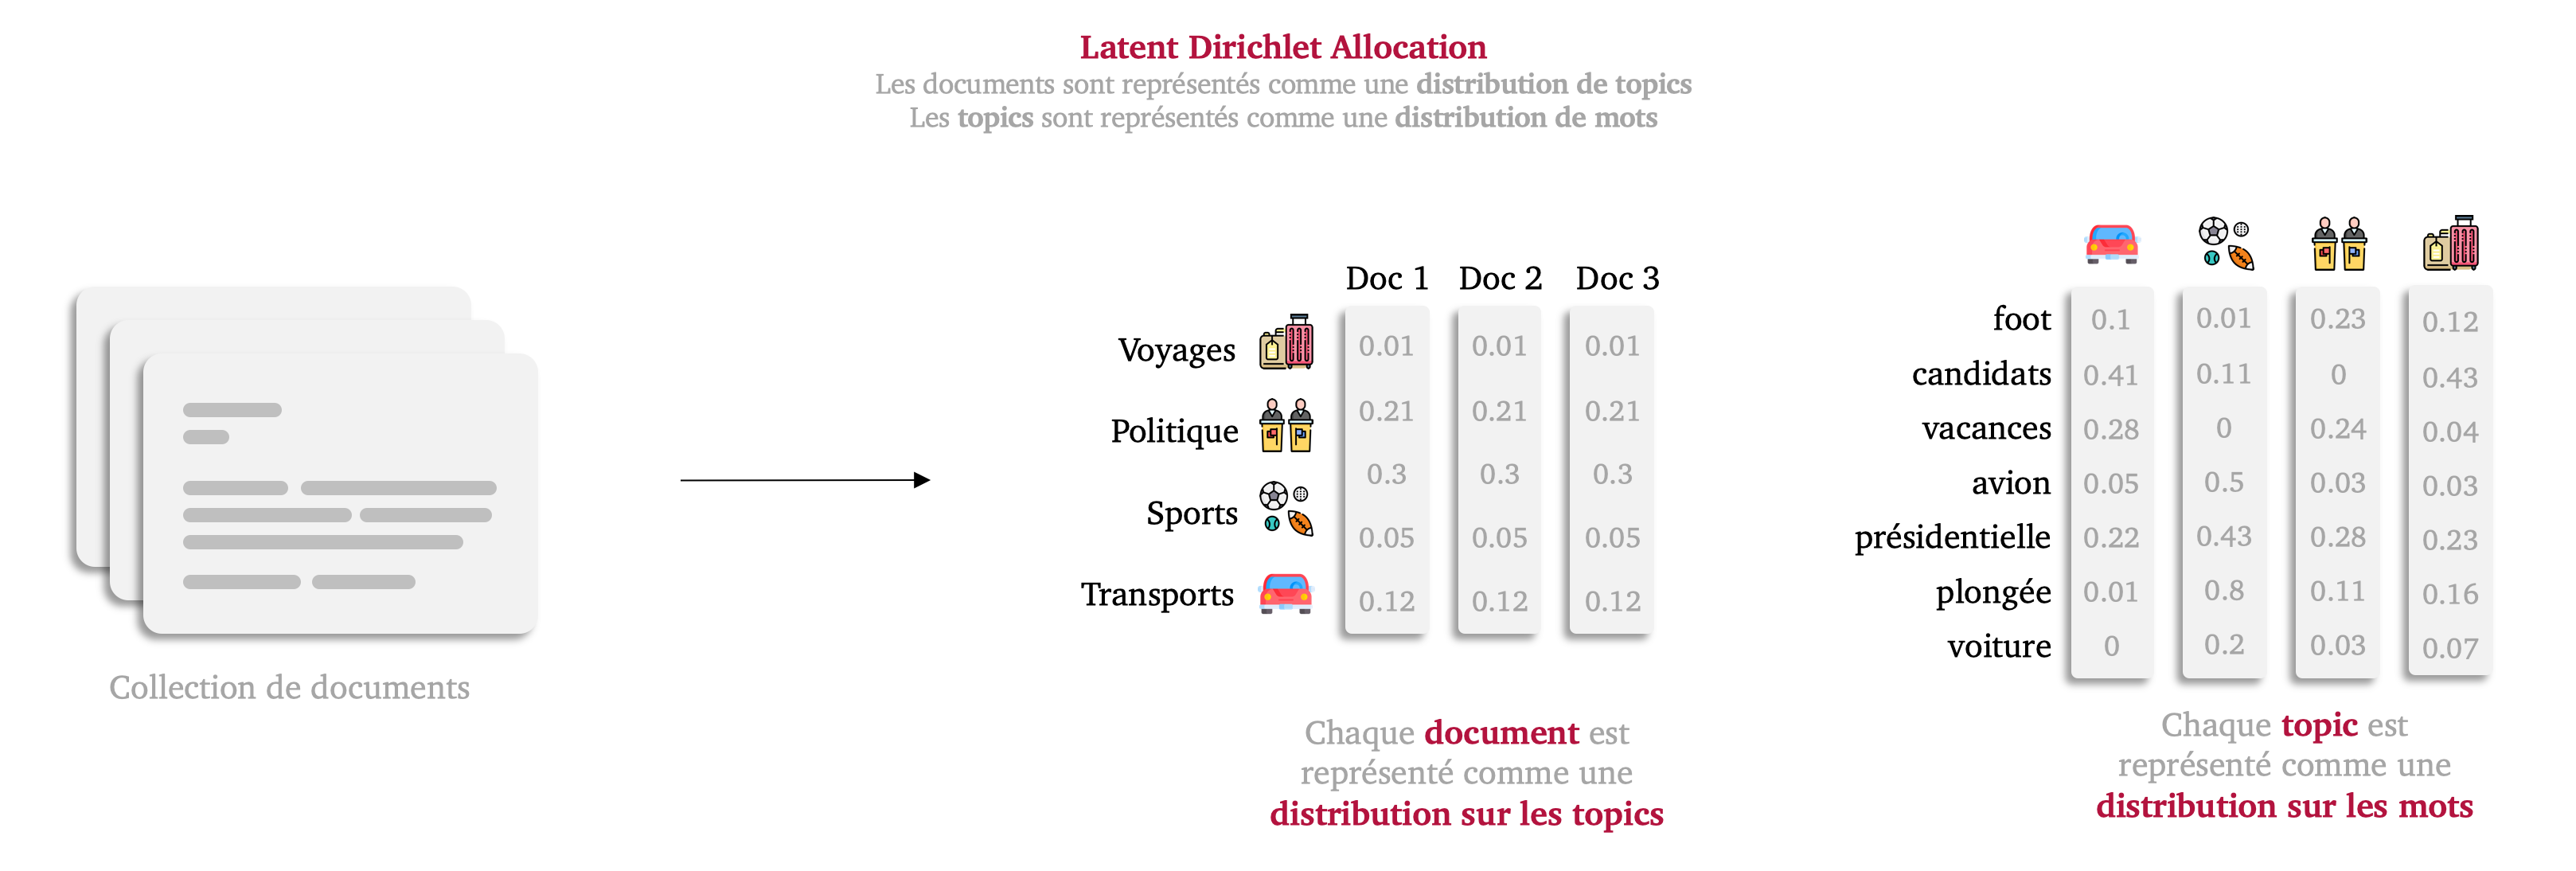 Latent Dirichlet Allocation
Les documents sont représentés comme une distribution de topics
Les topics sont représentés comme une distribution de mots
Collection de documents
Doc 1 Doc 2 Doc 3
Voyages 0.01 0.01 0.01
Politique 0.21 0.21 0.21
0.3 0.3 0.3
Sports
0.05 0.05 0.05
Transports 0.12 0.12 0.12
Chaque document est
représenté comme une
distribution sur les topics
foot 0.1 0.01 0.23 0.12
candidats 0.41 0.11 0 0.43
vacances 0.28 0 0.24 0.04
avion 0.05 0.5 0.03 0.03
présidentielle 0.22 0.43 0.28 0.23
plongée 0.01 0.8 0.11 0.16
voiture 0 0.2 0.03 0.07
Chaque topic est
représenté comme une
distribution sur les mots